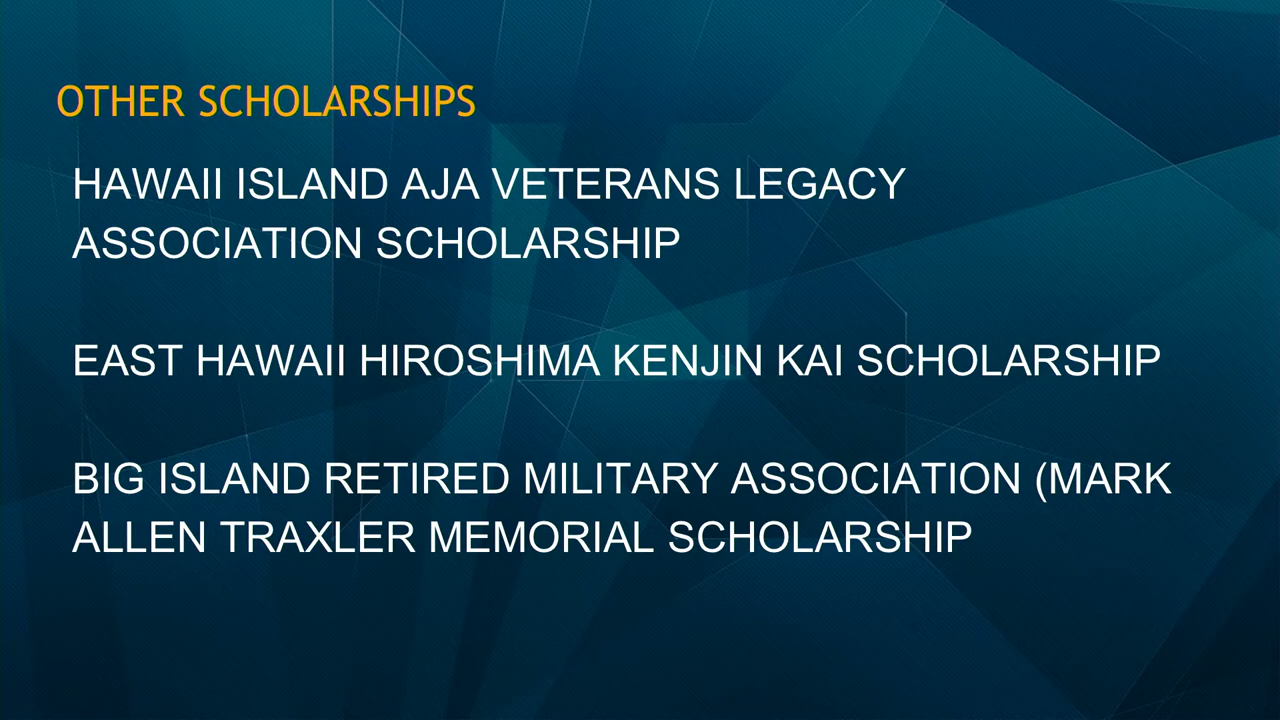 OTHER SCHOLARSHIPS
HAWAII ISLAND AJA VETERANS LEGACY
ASSOCIATION SCHOLARSHIP
EAST HAWAII HIROSHIMA KENJIN KAI SCHOLARSHIP
BIG ISLAND RETIRED MILITARY ASSOCIATION (MARK
ALLEN TRAXLER MEMORIAL SCHOLARSHIP